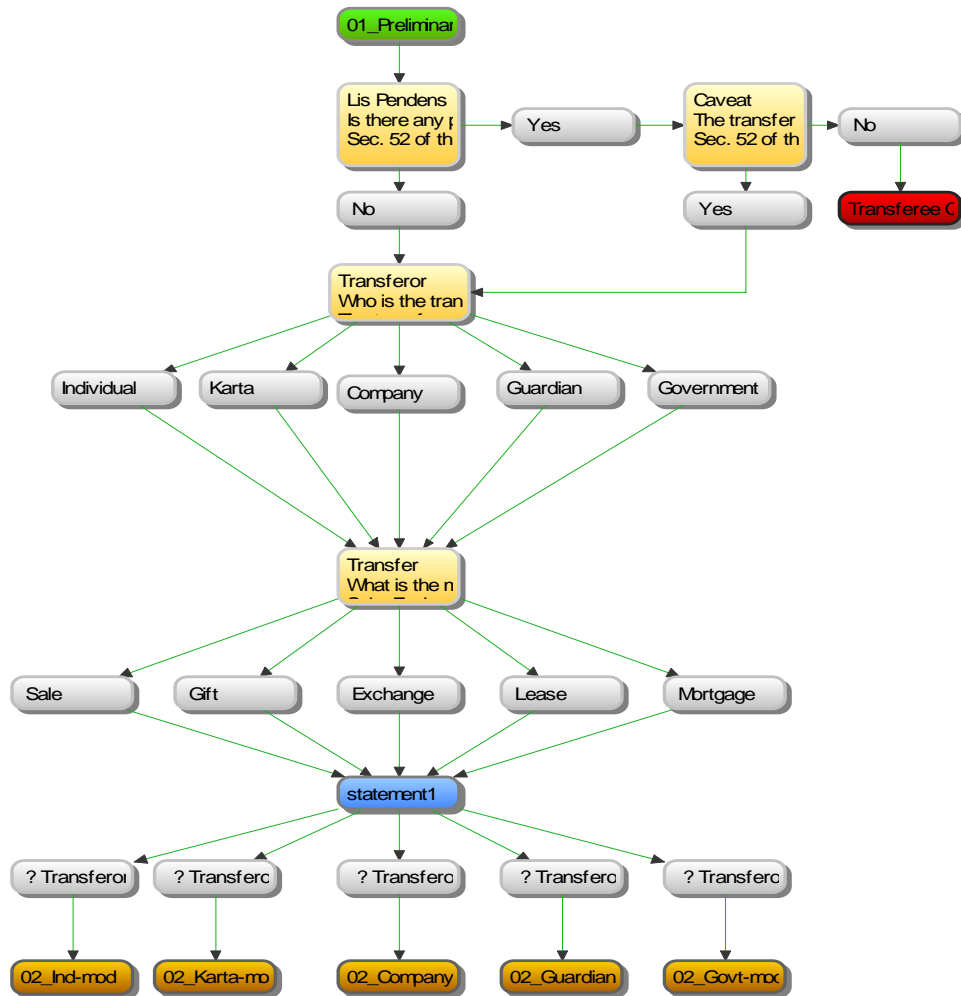 01_Preliminar
Lis Pendens
Is there any
Sec. 52 of th
Yes
Caveat
The transfer
Sec. 52 of th
No
No
Yes
Transferee
Transferor
Who is the tran
Individual
Karta
Company
Guardian
Government
Transfer
What is the m
Sale
Gift
Exchange
Lease
Mortgage
statement1
? Transferor
? Transfero
? Transfero
? Transfero
? Transfero
02_Ind-mod
02_Karta-mo
02_Company
02_Guardian
02_Govt-mod